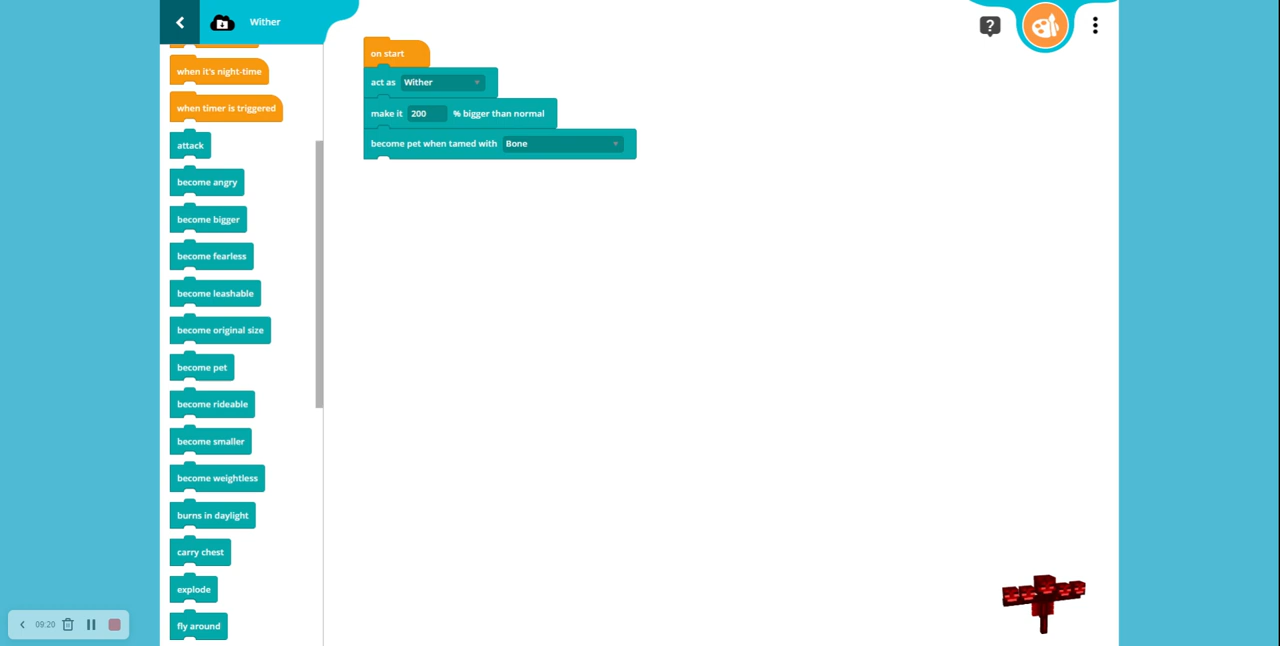 Wither
when it's night-time
when timer is triggered
attack
become angry
become bigger
become fearless
become leashable
become original size
become pet
become rideable
become smaller
become weightless
burns in daylight
carry chest
explode
fly around
on start
act as Wither
make it 200 % bigger than normal
become pet when tamed with Bone
?
09:20